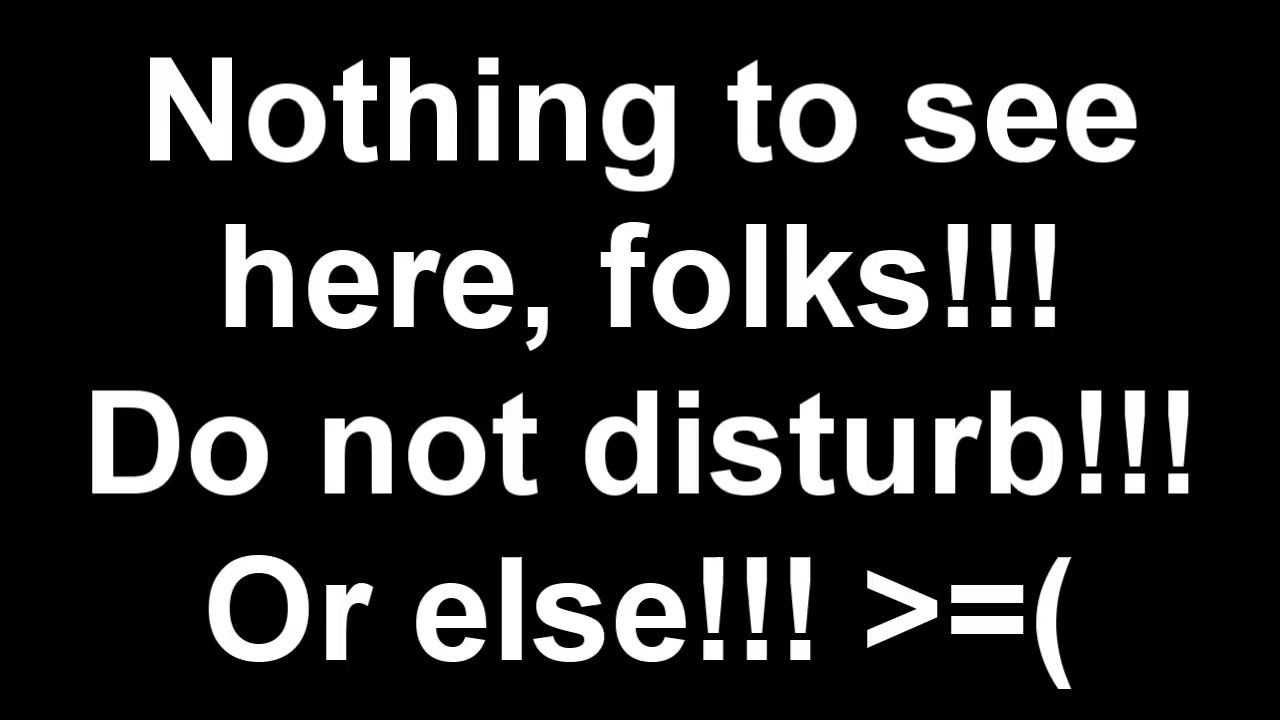 Nothing to see
here, folks!!!
Do not disturb!!!
Or else!!! >=(